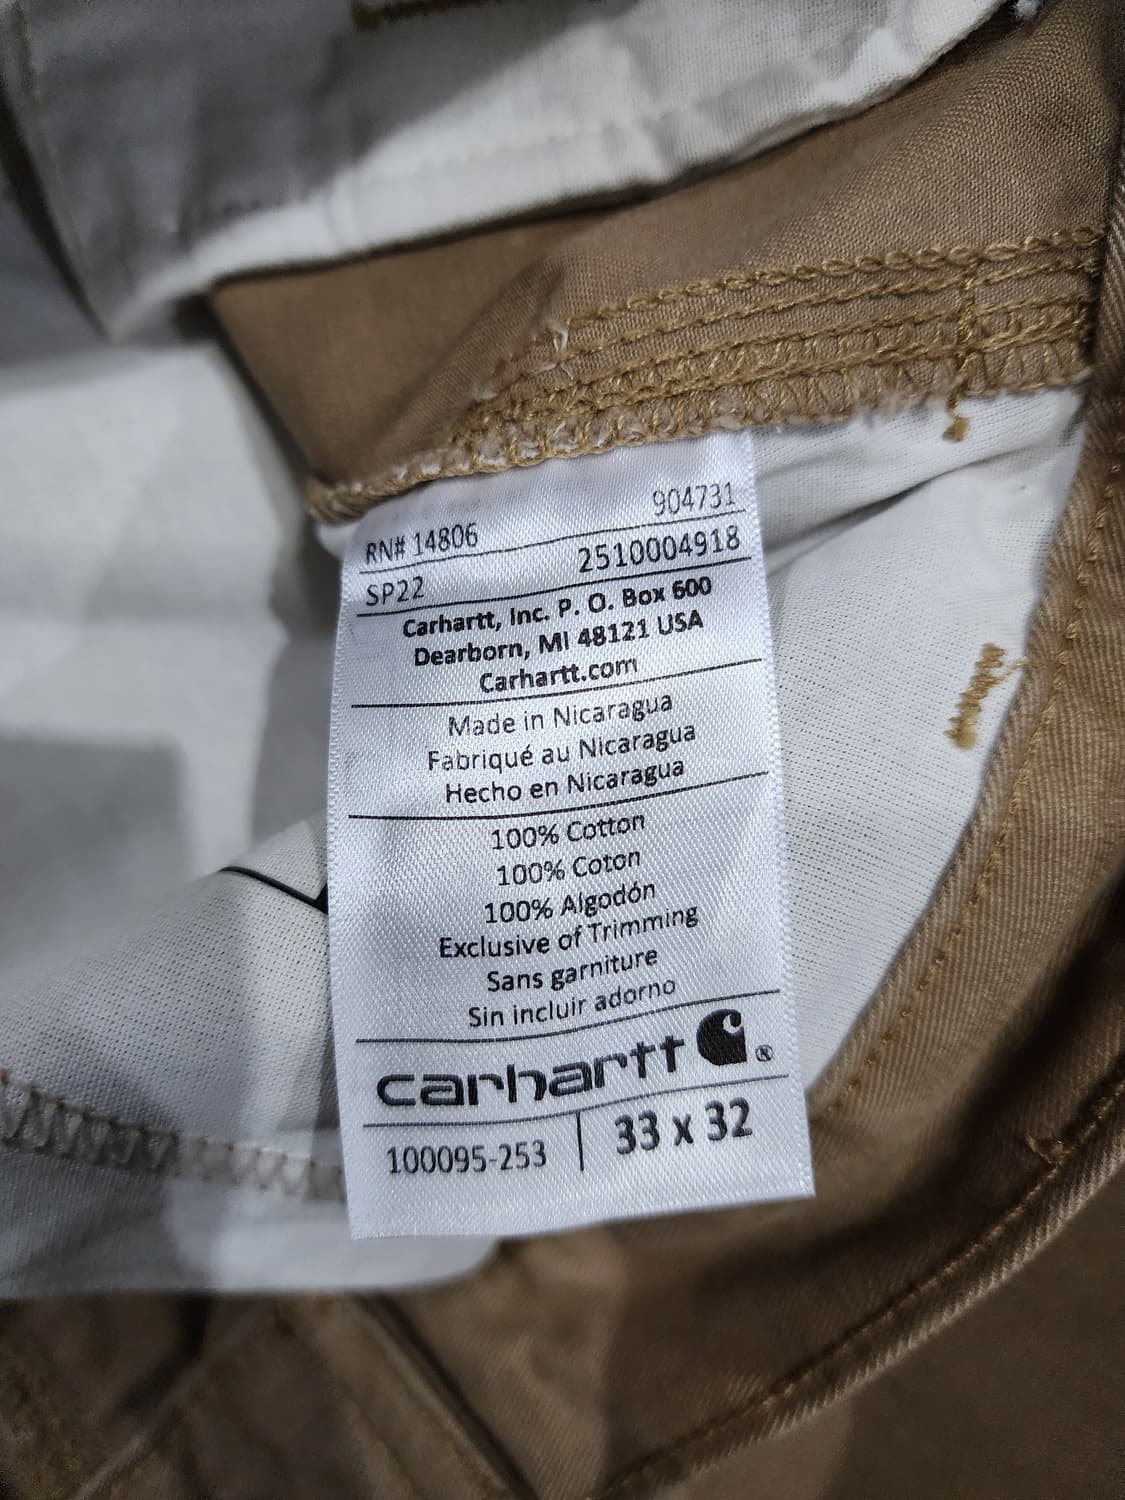 RN# 14806 904731
SP22 2510004918
Carhartt, Inc. P. O. Box 600
Dearborn, MI 48121 USA
Carhartt.com
Made in Nicaragua
Fabriqué au Nicaragua
Hecho en Nicaragua
100% Cotton
100% Coton
100% Algodón
Exclusive of Trimming
Sans garniture
Sin incluir adorno
carhartt ®
100095-253 33 x 32